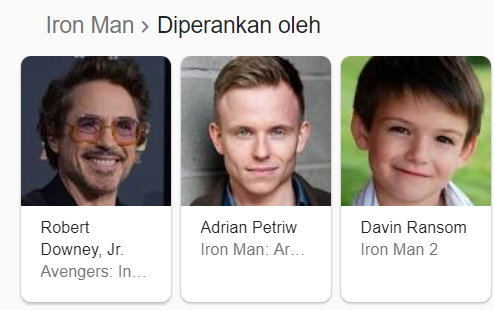 Iron Man › Diperankan oleh
Robert
Downey, Jr.
Avengers: In...
Adrian Petriw
Iron Man: Ar...
Davin Ransom
Iron Man 2